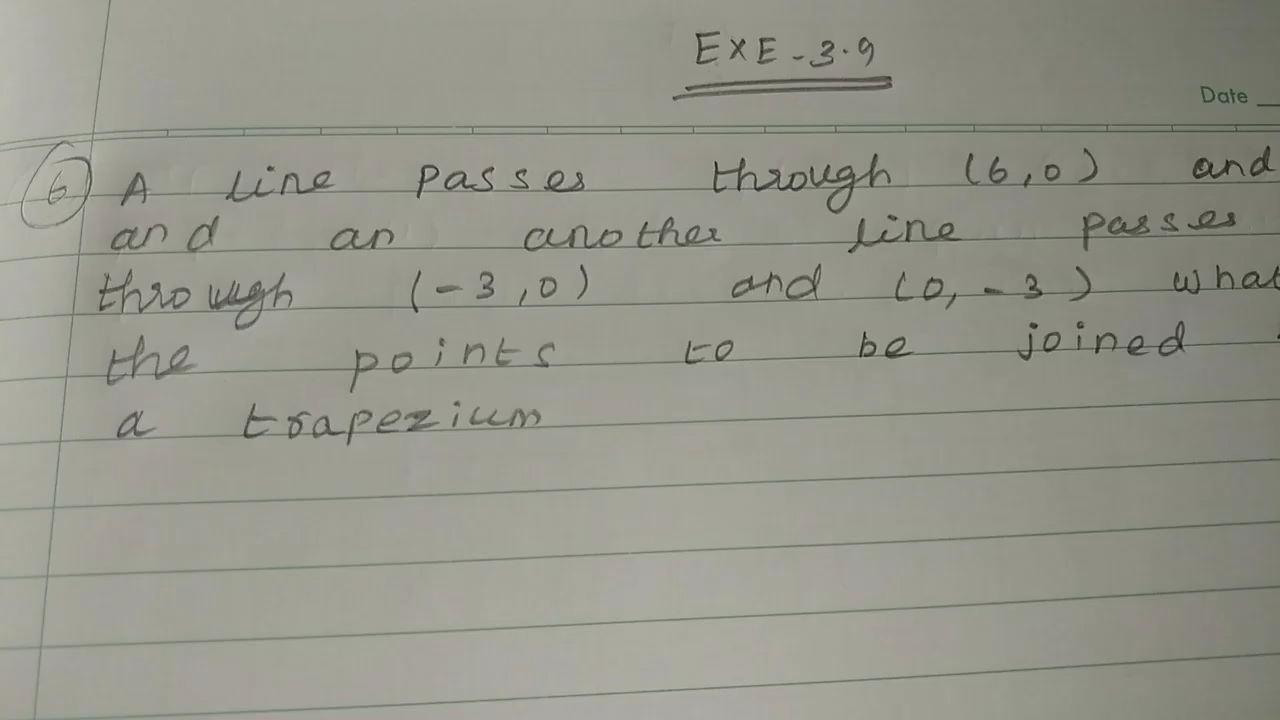 EXE-3.9
Date
6 A line passes through (6,0) and
and an another line passes
through (-3,0) and (0,-3) what
the points to be joined
a trapezium